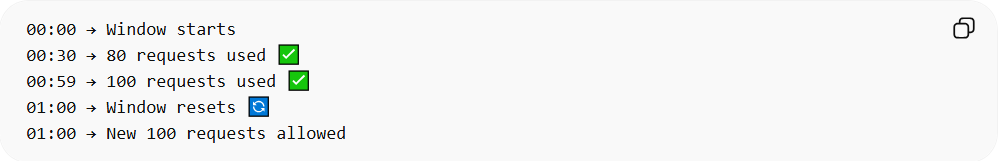 00:00 → Window starts
00:30 → 80 requests used ✅
00:59 → 100 requests used ✅
01:00 → Window resets 🔄
01:00 → New 100 requests allowed